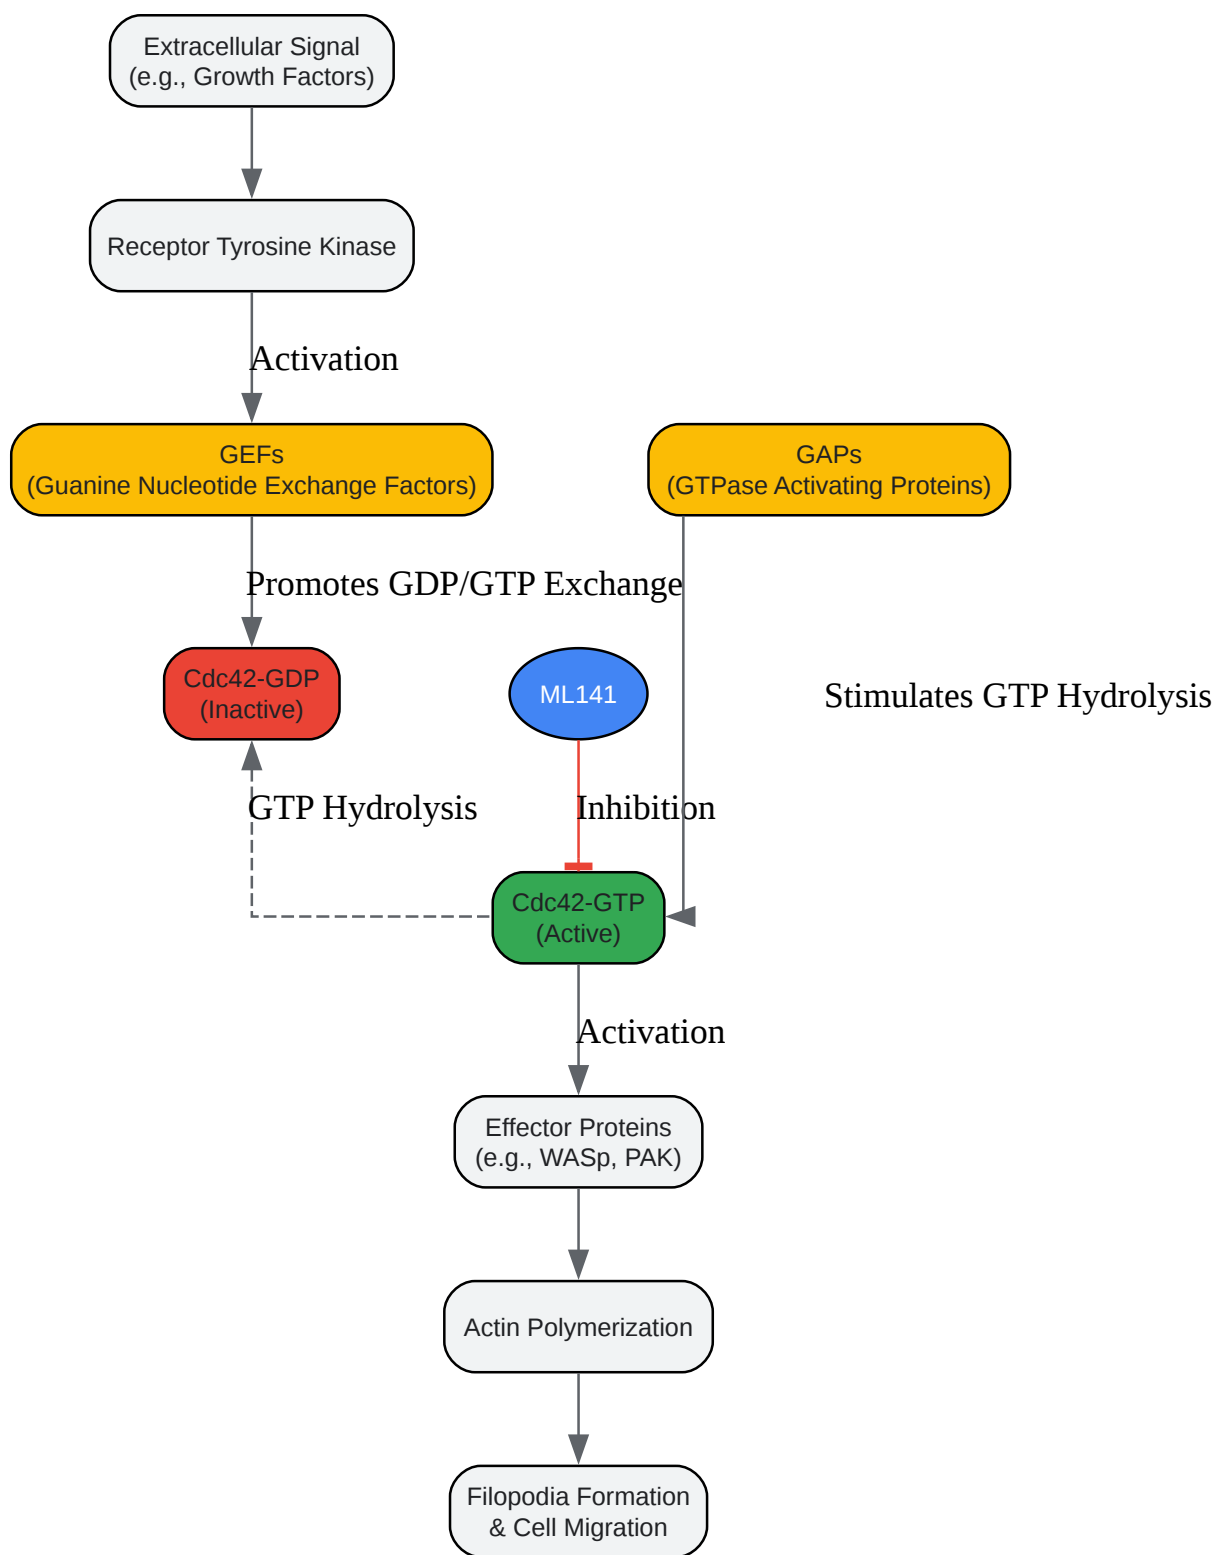 Extracellular Signal
(e.g., Growth Factors)
Receptor Tyrosine Kinase
Activation
GEFs
(Guanine Nucleotide Exchange Factors)
GAPs
(GTPase Activating Proteins)
Promotes GDP/GTP Exchange
Cdc42-GDP
(Inactive)
ML141
Stimulates GTP Hydrolysis
GTP Hydrolysis
Inhibition
Cdc42-GTP
(Active)
Activation
Effector Proteins
(e.g., WASp, PAK)
Actin Polymerization
Filopodia Formation
& Cell Migration